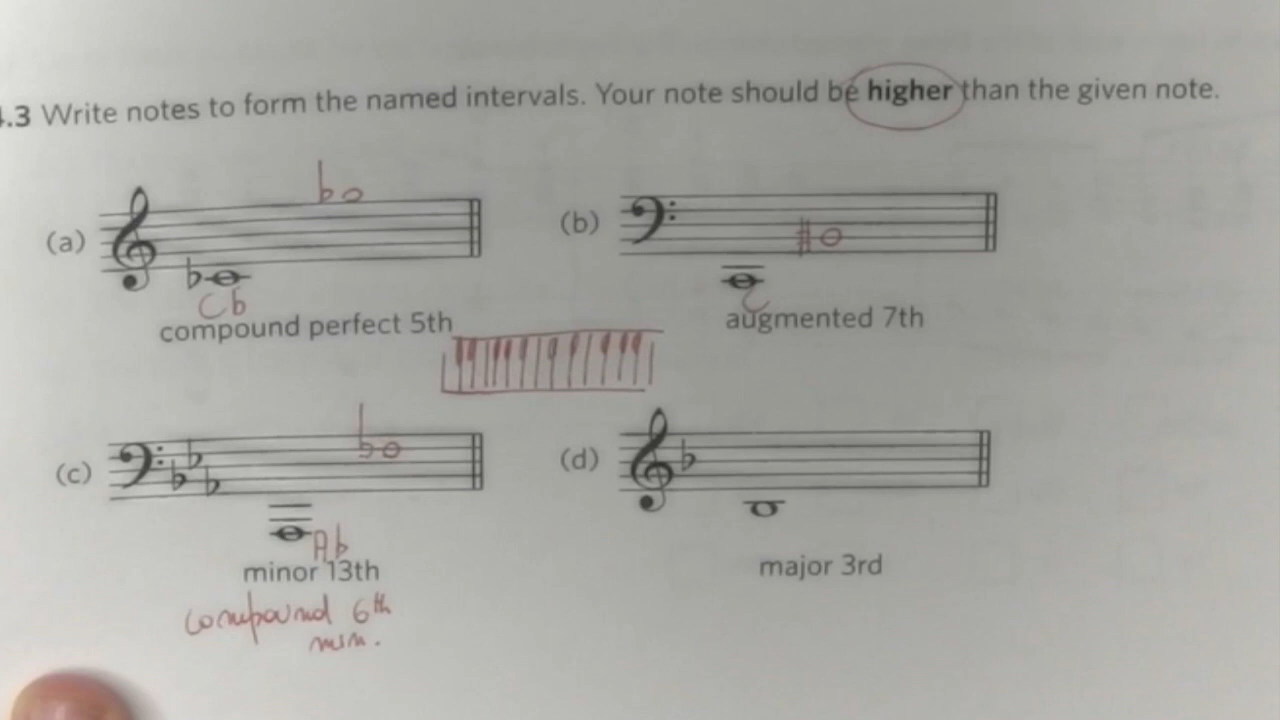 .3 Write notes to form the named intervals. Your note should be higher than the given note.
(a)
Cb
compound perfect 5th
(b)
C
augmented 7th
(c)
Ab
minor 13th
compound 6th
min.
(d)
major 3rd